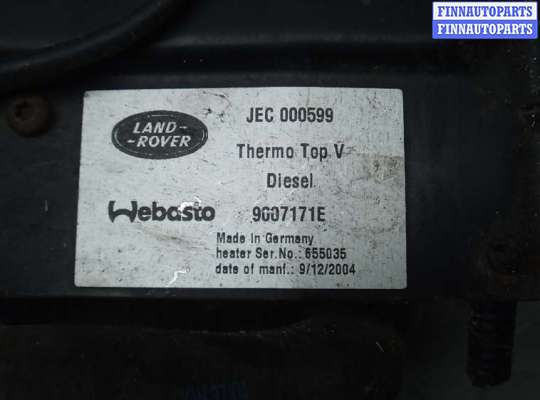 FINNAUTOPARTS
FINNAUTOPARTS
LAND-
-ROVER
JEC 000599
Thermo Top V
Diesel
Webasto
9007171E
Made in Germany
heater Ser.No.: 655035
date of manf.: 9/12/2004